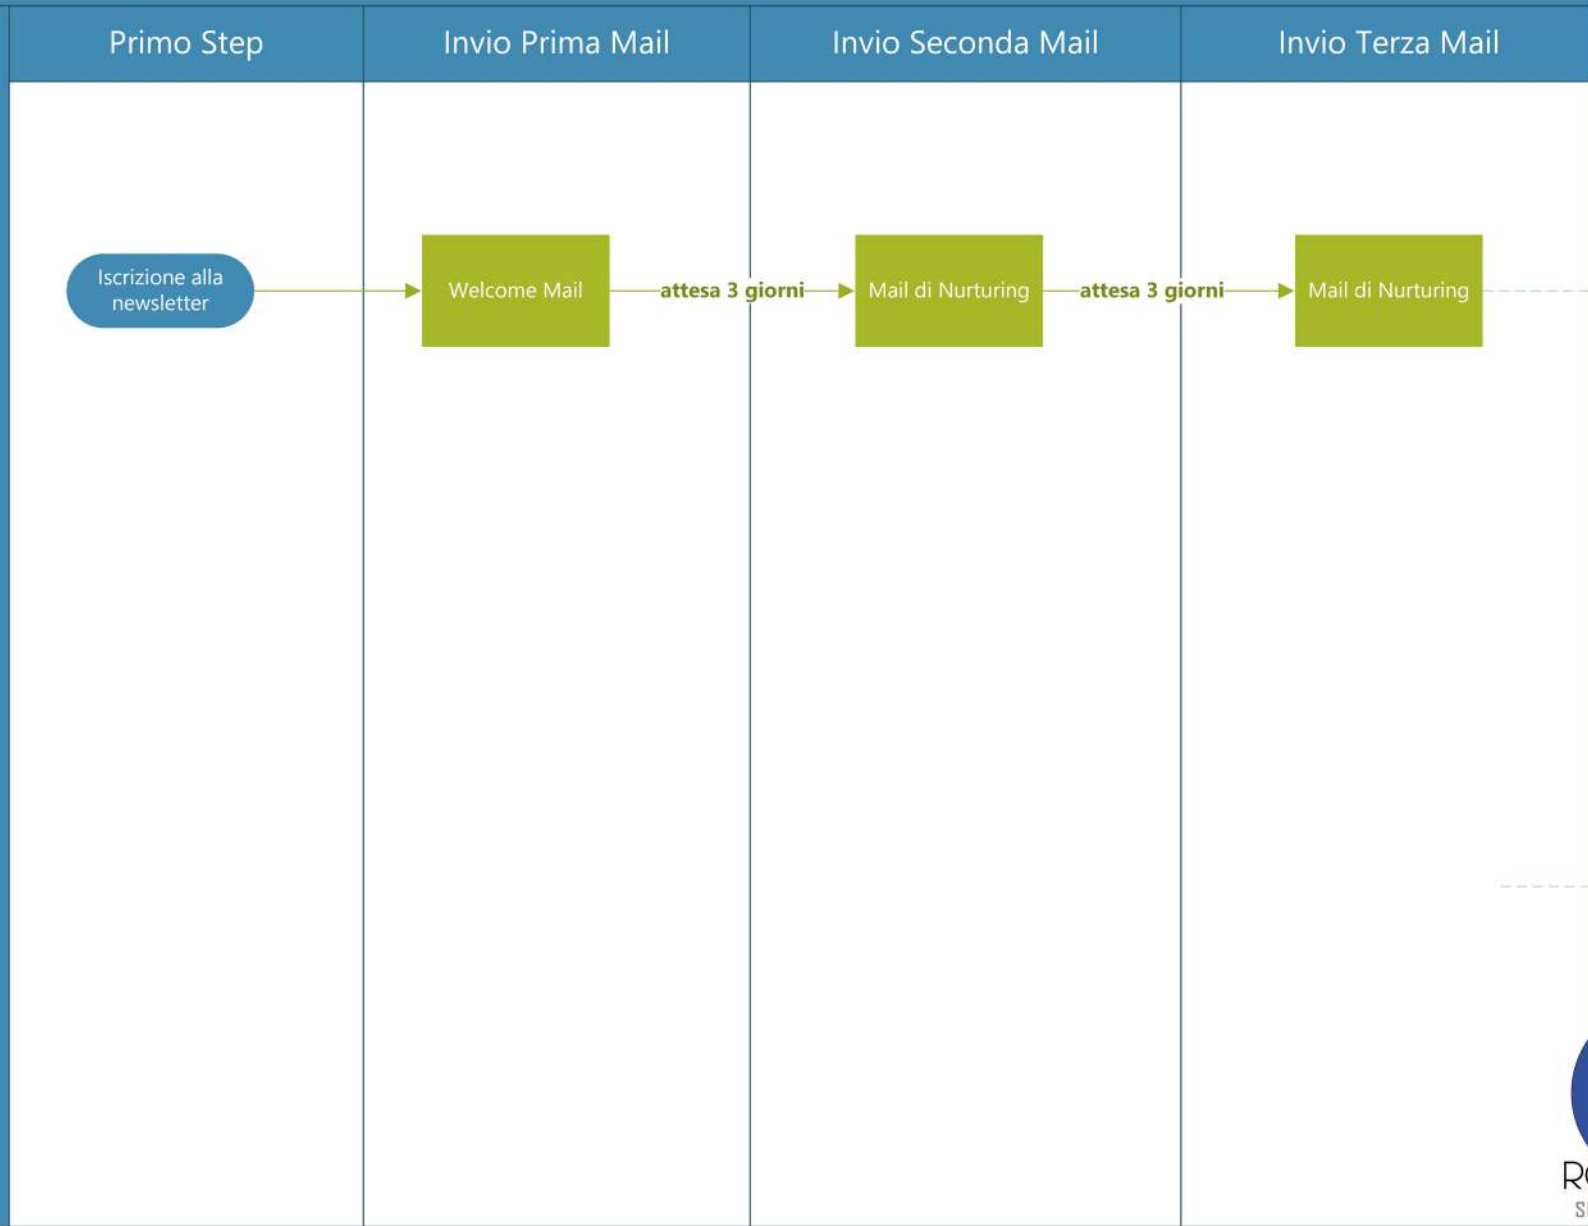 Primo Step
Invio Prima Mail
Invio Seconda Mail
Invio Terza Mail
Iscrizione alla
newsletter
Welcome Mail
attesa 3 giorni
Mail di Nurturing
attesa 3 giorni
Mail di Nurturing